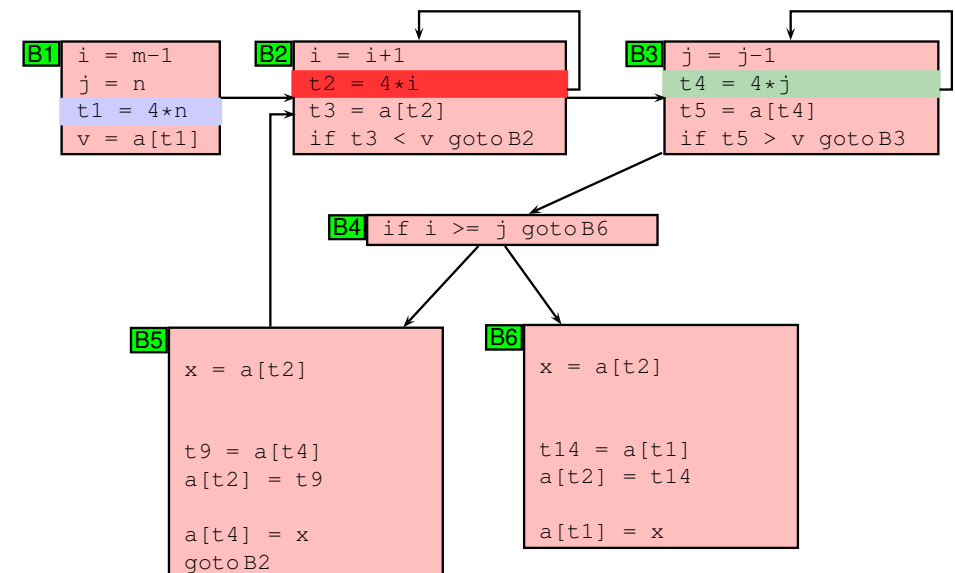 B1
i = m-1
j = n
t1 = 4*n
v = a[t1]
B2
i = i+1
t2 = 4*i
t3 = a[t2]
if t3 < v goto B2
B3
j = j-1
t4 = 4*j
t5 = a[t4]
if t5 > v goto B3
B4
if i >= j goto B6
B5
x = a[t2]
t9 = a[t4]
a[t2] = t9
a[t4] = x
goto B2
B6
x = a[t2]
t14 = a[t1]
a[t2] = t14
a[t1] = x